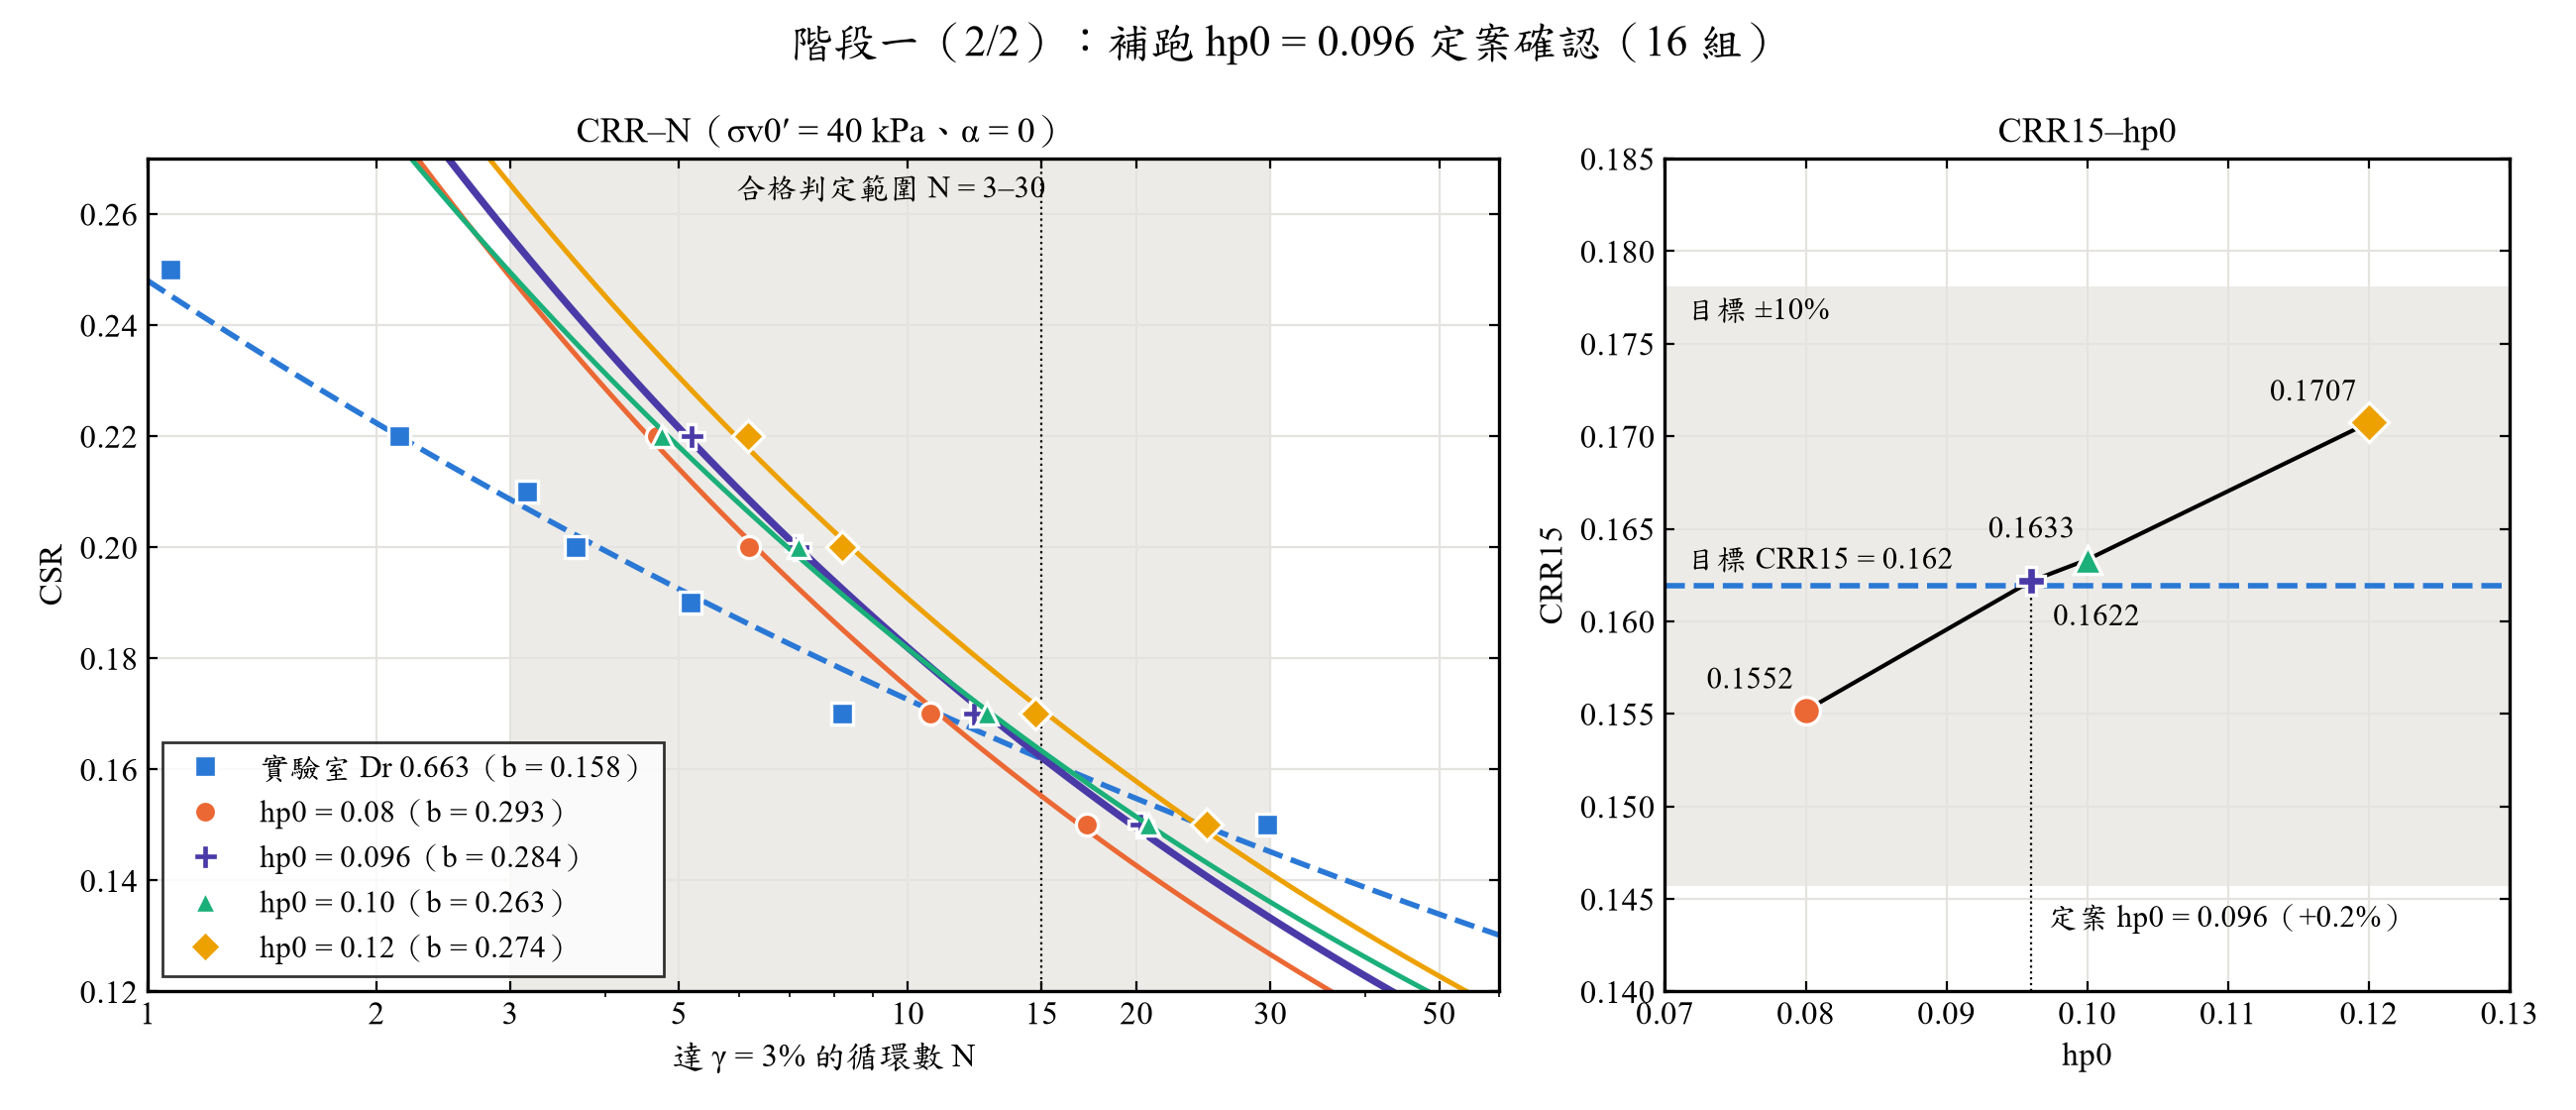 階段一（2/2）：補跑 hp0 = 0.096 定案確認（16 組）
CRR–N（σv0′ = 40 kPa、α = 0）
合格判定範圍 N = 3–30
CSR
0.26
0.24
0.22
0.20
0.18
0.16
0.14
0.12
實驗室 Dr 0.663（b = 0.158）
hp0 = 0.08（b = 0.293）
hp0 = 0.096（b = 0.284）
hp0 = 0.10（b = 0.263）
hp0 = 0.12（b = 0.274）
1 2 3 5 10 15 20 30 50
達 γ = 3% 的循環數 N
CRR15–hp0
CRR15
0.185
0.180
0.175
0.170
0.165
0.160
0.155
0.150
0.145
0.140
目標 ±10%
0.1707
0.1633
目標 CRR15 = 0.162
0.1622
0.1552
定案 hp0 = 0.096（+0.2%）
0.07 0.08 0.09 0.10 0.11 0.12 0.13
hp0